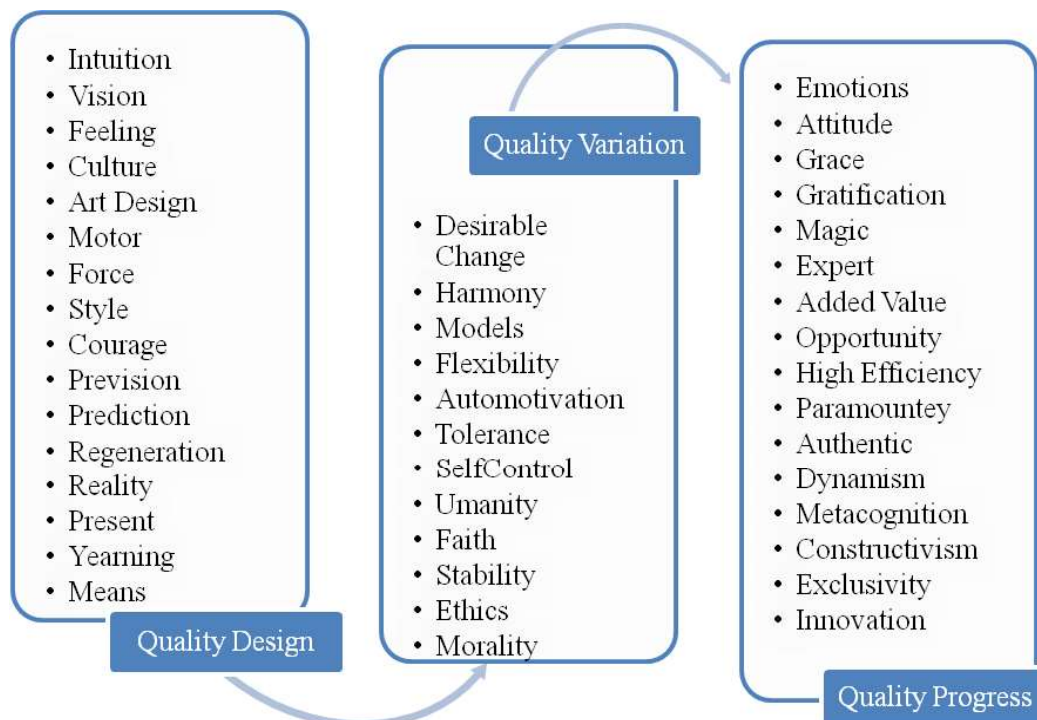 • Intuition
• Vision
• Feeling
• Culture
• Art Design
• Motor
• Force
• Style
• Courage
• Prevision
• Prediction
• Regeneration
• Reality
• Present
• Yearning
• Means
Quality Design
Quality Variation
• Desirable
Change
• Harmony
• Models
• Flexibility
• Automotivation
• Tolerance
• SelfControl
• Umanity
• Faith
• Stability
• Ethics
• Morality
• Emotions
• Attitude
• Grace
• Gratification
• Magic
• Expert
• Added Value
• Opportunity
• High Efficiency
• Paramountey
• Authentic
• Dynamism
• Metacognition
• Constructivism
• Exclusivity
• Innovation
Quality Progress